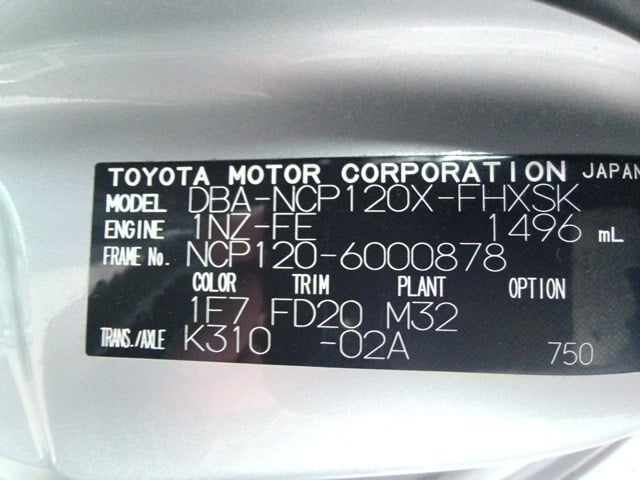 TOYOTA MOTOR CORPORATION JAPAN
MODEL DBA-NCP120X-FHXSK
ENGINE 1NZ-FE 1496 mL
FRAME No. NCP120-6000878
COLOR TRIM PLANT OPTION
1E7 FD20 M32
TRANS./AXLE K310 -02A 750